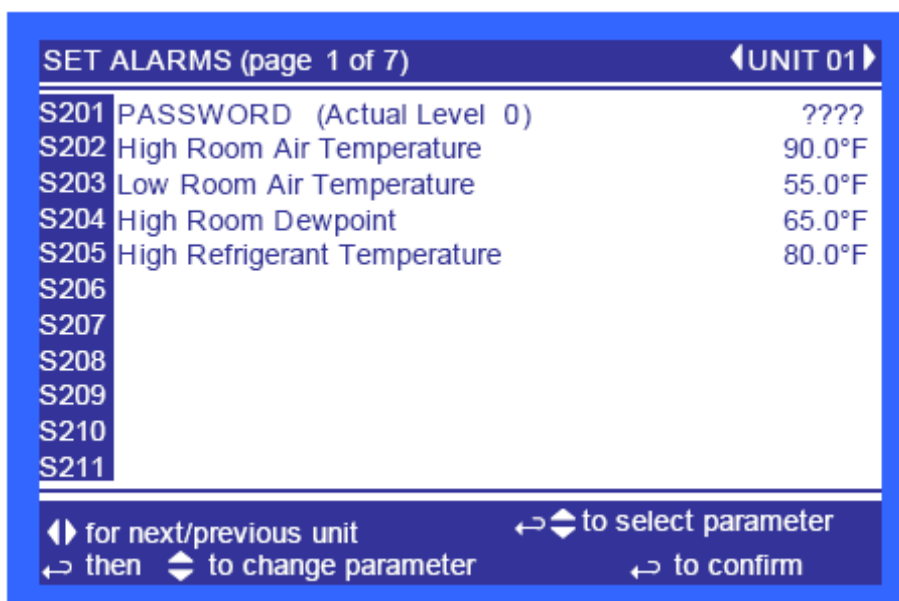 SET ALARMS (page 1 of 7) UNIT 01
S201 PASSWORD (Actual Level 0) ????
S202 High Room Air Temperature 90.0°F
S203 Low Room Air Temperature 55.0°F
S204 High Room Dewpoint 65.0°F
S205 High Refrigerant Temperature 80.0°F
S206
S207
S208
S209
S210
S211
for next/previous unit
to select parameter
then to change parameter
to confirm